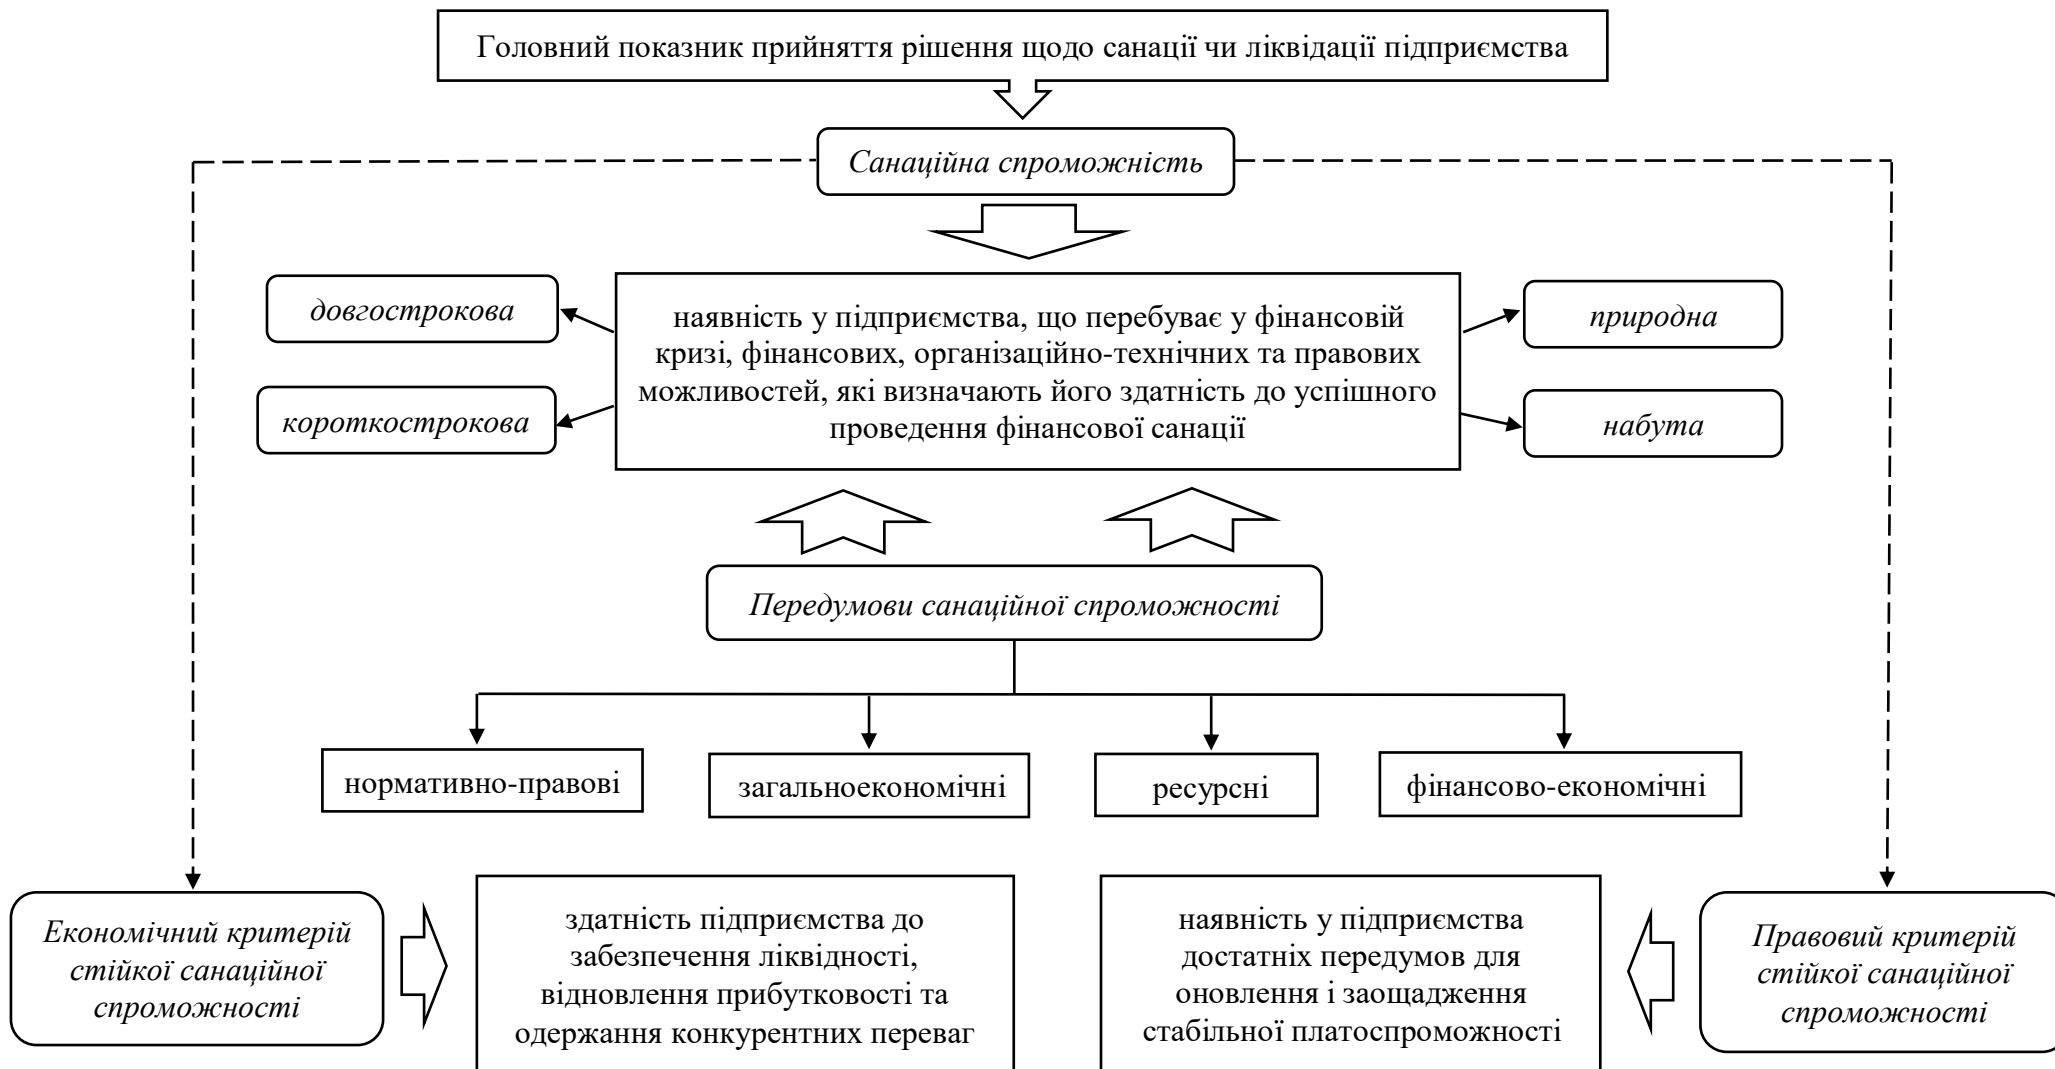 Головний показник прийняття рішення щодо санації чи ліквідації підприємства
Санаційна спроможність
довгострокова
короткострокова
наявність у підприємства, що перебуває у фінансовій
кризі, фінансових, організаційно-технічних та правових
можливостей, які визначають його здатність до успішного
проведення фінансової санації
природна
набута
Передумови санаційної спроможності
нормативно-правові
загальноекономічні
ресурсні
фінансово-економічні
Економічний критерій
стійкої санаційної
спроможності
здатність підприємства до
забезпечення ліквідності,
відновлення прибутковості та
одержання конкурентних переваг
наявність у підприємства
достатніх передумов для
оновлення і заощадження
стабільної платоспроможності
Правовий критерій
стійкої санаційної
спроможності